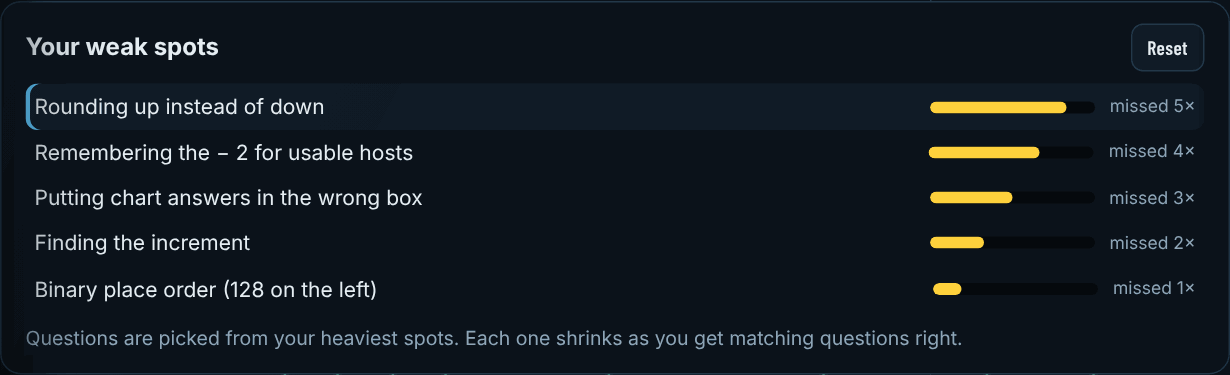 Your weak spots
Reset
Rounding up instead of down
missed 5×
Remembering the − 2 for usable hosts
missed 4×
Putting chart answers in the wrong box
missed 3×
Finding the increment
missed 2×
Binary place order (128 on the left)
missed 1×
Questions are picked from your heaviest spots. Each one shrinks as you get matching questions right.